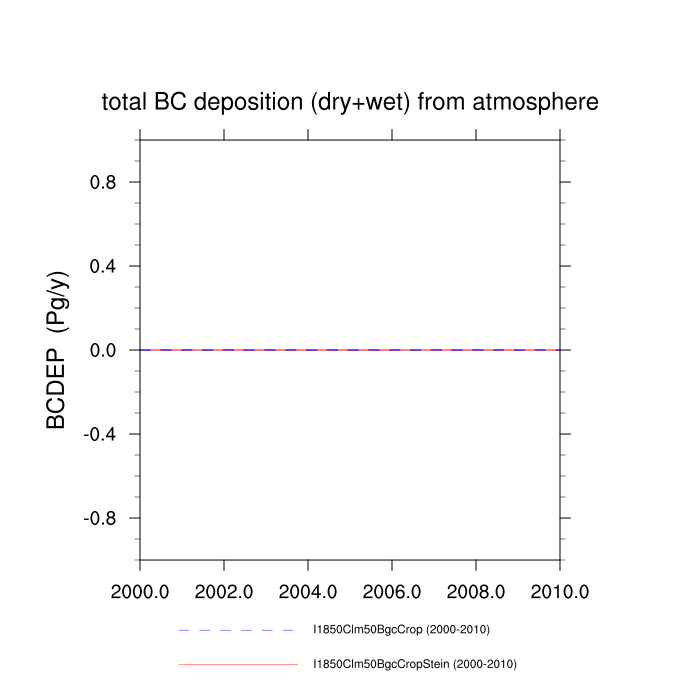 total BC deposition (dry+wet) from atmosphere
0.8
0.4
0.0
-0.4
-0.8
BCDEP (Pg/y)
2000.0 2002.0 2004.0 2006.0 2008.0 2010.0
I1850Clm50BgcCrop (2000-2010)
I1850Clm50BgcCropStein (2000-2010)